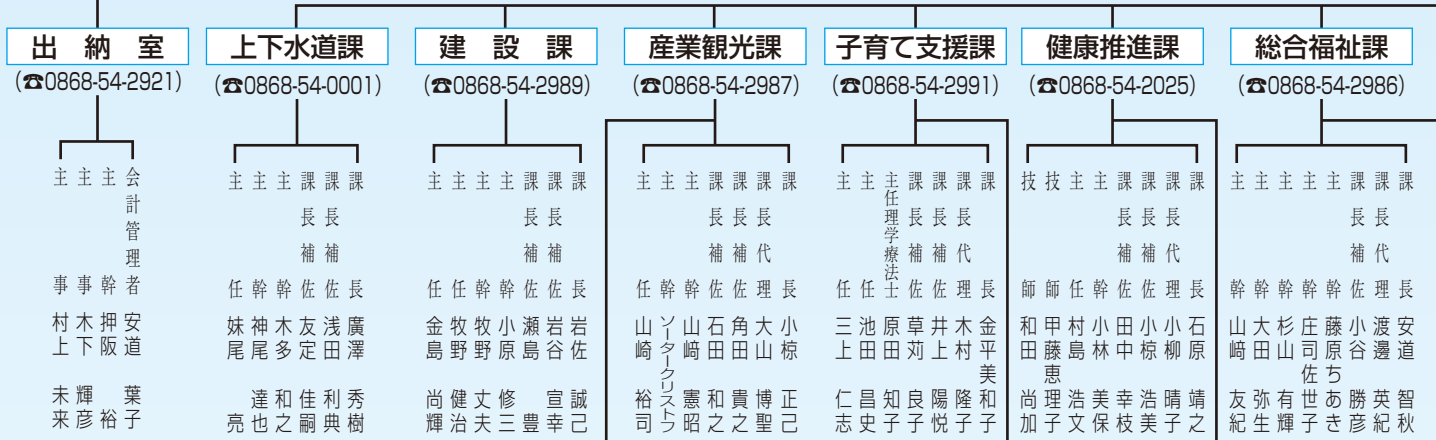 出納室
(☎0868-54-2921)
会計管理者 安道 葉子
主幹 押阪 裕
主事 木下 輝彦
主事 村上 未来
上下水道課
(☎0868-54-0001)
課長 廣澤 秀樹
課長補佐 浅田 利典
課長補佐 友定 佳嗣
主幹 木多 和之
主幹 神尾 達也
主任 妹尾 亮
建設課
(☎0868-54-2989)
課長 岩佐 誠己
課長補佐 岩谷 宣幸
課長補佐 瀬島 豊
主幹 小原 修三
主幹 牧野 丈夫
主任 牧野 健治
主任 金島 尚輝
産業観光課
(☎0868-54-2987)
課長 小椋 正己
課長代理 大山 博聖
課長補佐 角田 貴之
課長補佐 石田 和之
主幹 山﨑 憲昭
主幹 ソータークリストフ
主任 山崎 裕司
子育て支援課
(☎0868-54-2991)
課長 金平美和子
課長代理 木村 隆子
課長補佐 井上 陽悦
課長補佐 草苅 良子
主任理学療法士 原田 知子
主任 池田 昌史
主任 三上 仁志
健康推進課
(☎0868-54-2025)
課長 石原 靖之
課長代理 小柳 晴子
課長補佐 小椋 浩美
課長補佐 田中 幸枝
主幹 小林 美保
主任 村島 浩文
技師 甲藤恵理子
技師 和田 尚加
総合福祉課
(☎0868-54-2986)
課長 安道 智秋
課長代理 渡邊 英紀
課長補佐 小谷 勝彦
主幹 藤原ちあき
主幹 庄司佐世子
主幹 杉山 有輝
主幹 大田 弥生
主幹 山﨑 友紀